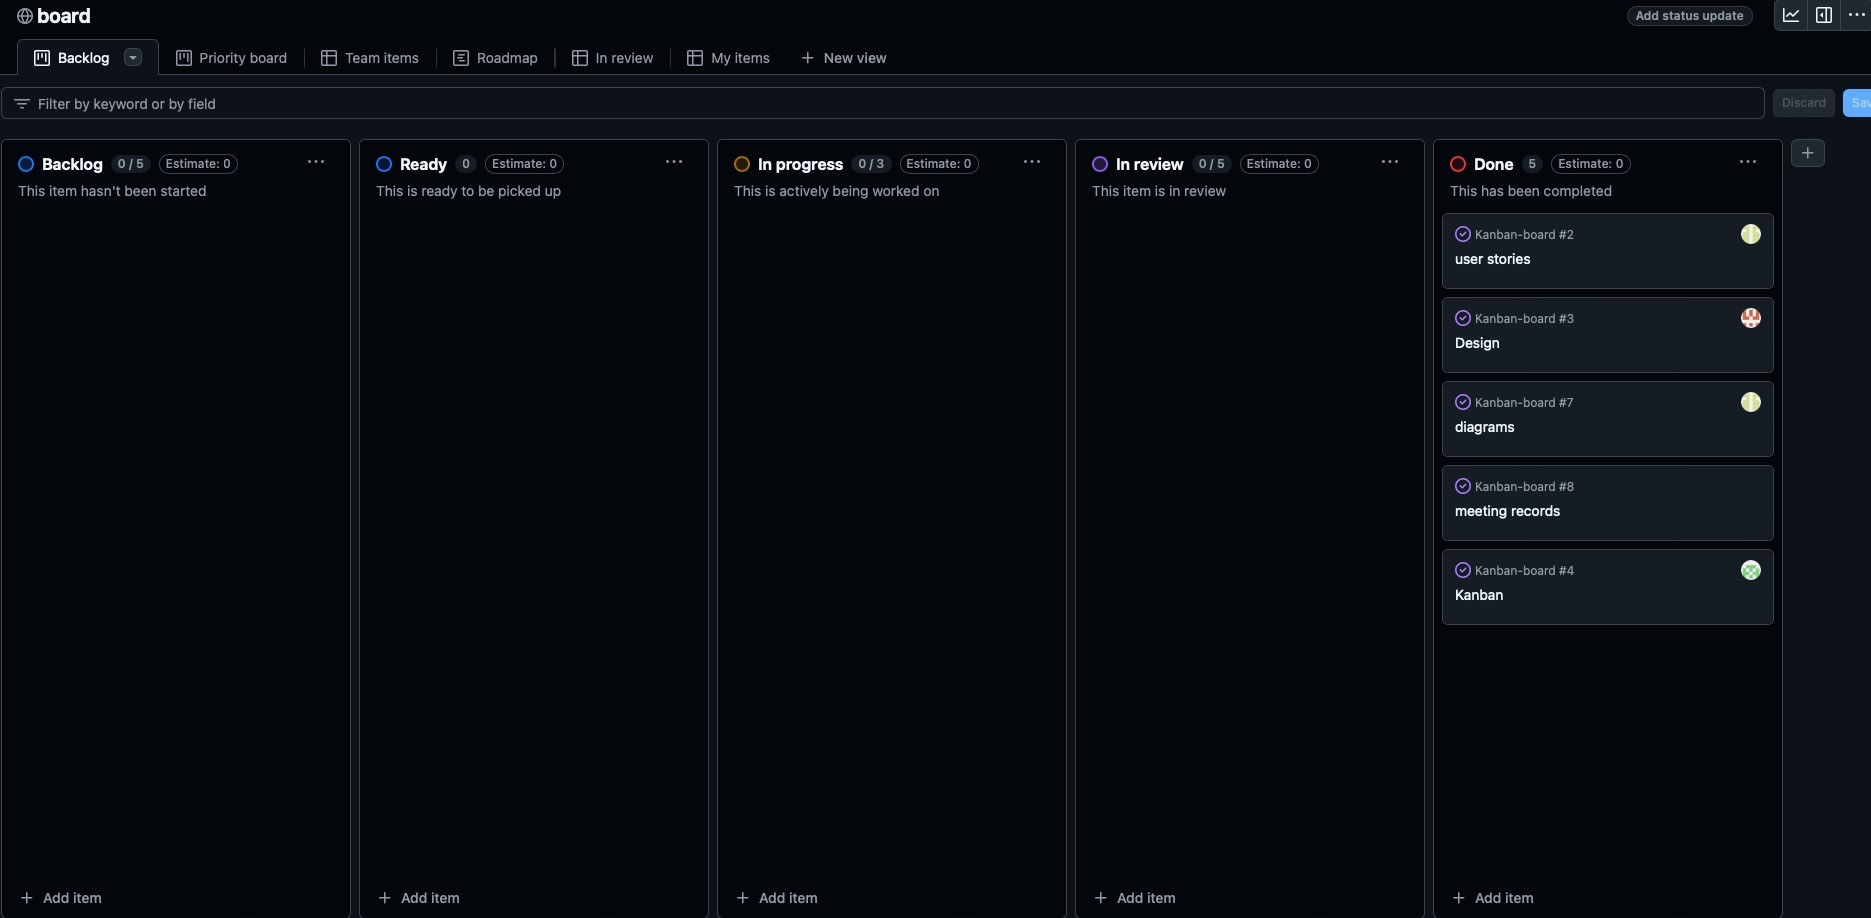 board
Add status update
Backlog
Priority board
Team items
Roadmap
In review
My items
New view
Filter by keyword or by field
Discard
Backlog 0 / 5 Estimate: 0
This item hasn't been started
Add item
Ready 0 Estimate: 0
This is ready to be picked up
Add item
In progress 0 / 3 Estimate: 0
This is actively being worked on
Add item
In review 0 / 5 Estimate: 0
This item is in review
Add item
Done 5 Estimate: 0
This has been completed
Kanban-board #2
user stories
Kanban-board #3
Design
Kanban-board #7
diagrams
Kanban-board #8
meeting records
Kanban-board #4
Kanban
Add item